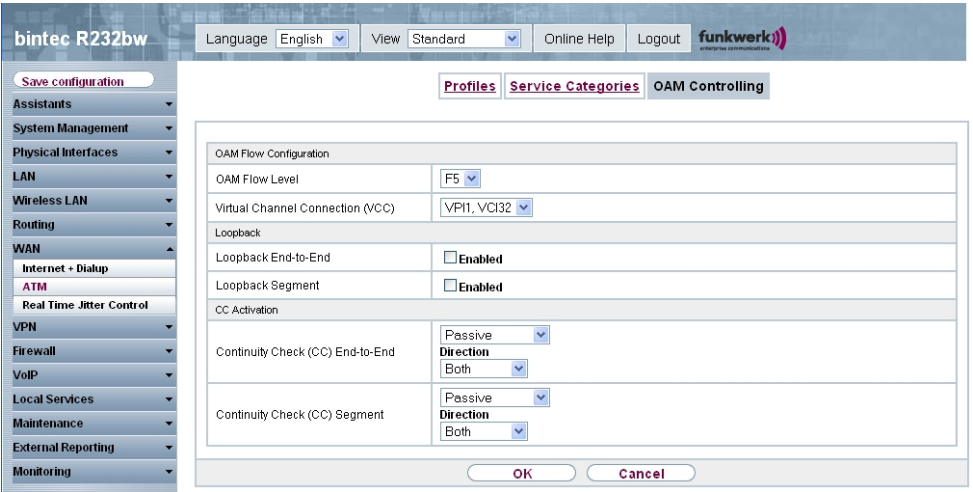 bintec R232bw
Language English View Standard Online Help Logout funkwerk
enterprise communications
Save configuration
Assistants
System Management
Physical Interfaces
LAN
Wireless LAN
Routing
WAN
Internet + Dialup
ATM
Real Time Jitter Control
VPN
Firewall
VoIP
Local Services
Maintenance
External Reporting
Monitoring
Profiles Service Categories OAM Controlling
OAM Flow Configuration
OAM Flow Level F5
Virtual Channel Connection (VCC) VPI1, VCI32
Loopback
Loopback End-to-End Enabled
Loopback Segment Enabled
CC Activation
Continuity Check (CC) End-to-End Passive
Direction
Both
Continuity Check (CC) Segment Passive
Direction
Both
OK Cancel